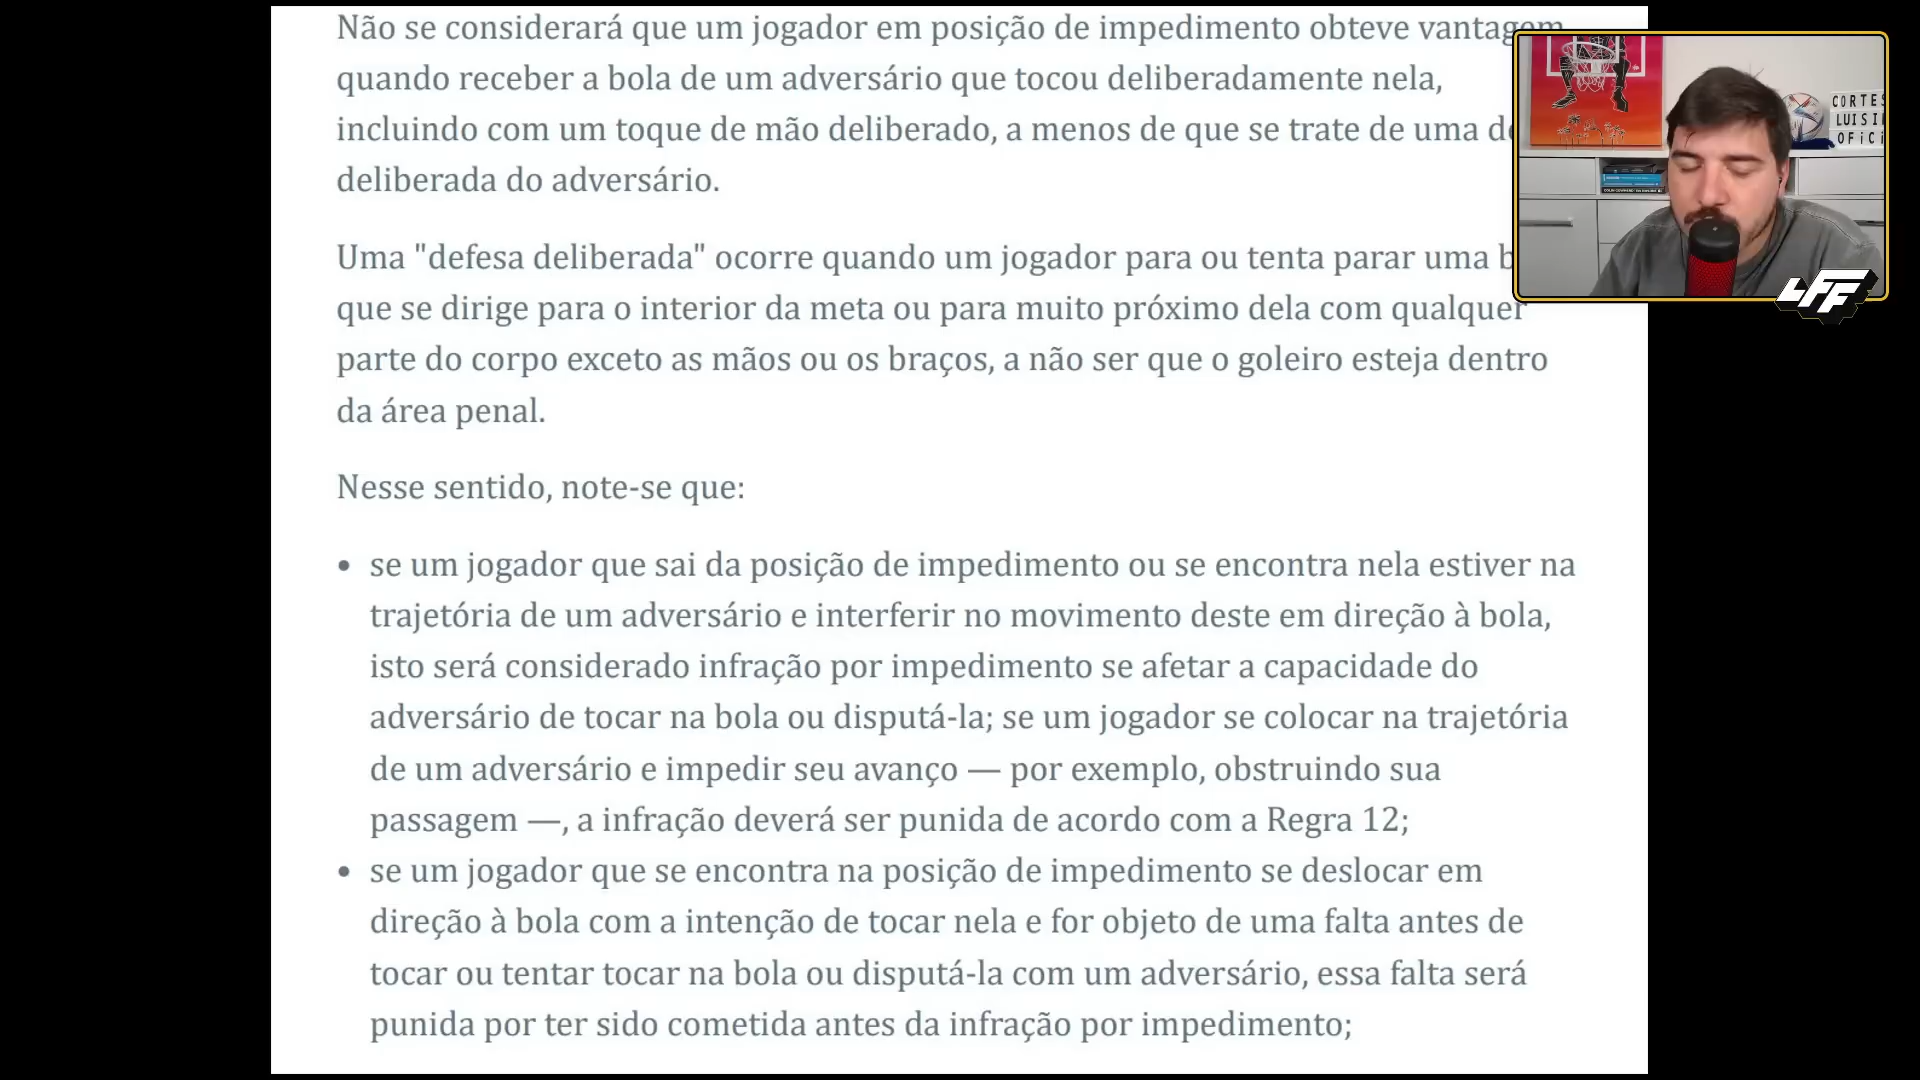 Não se considerará que um jogador em posição de impedimento obteve vantagem
quando receber a bola de um adversário que tocou deliberadamente nela,
incluindo com um toque de mão deliberado, a menos de que se trate de uma
deliberada do adversário.
Uma "defesa deliberada" ocorre quando um jogador para ou tenta parar uma
que se dirige para o interior da meta ou para muito próximo dela com qualquer
parte do corpo exceto as mãos ou os braços, a não ser que o goleiro esteja dentro
da área penal.
Nesse sentido, note-se que:
• se um jogador que sai da posição de impedimento ou se encontra nela estiver na
trajetória de um adversário e interferir no movimento deste em direção à bola,
isto será considerado infração por impedimento se afetar a capacidade do
adversário de tocar na bola ou disputá-la; se um jogador se colocar na trajetória
de um adversário e impedir seu avanço — por exemplo, obstruindo sua
passagem —, a infração deverá ser punida de acordo com a Regra 12;
• se um jogador que se encontra na posição de impedimento se deslocar em
direção à bola com a intenção de tocar nela e for objeto de uma falta antes de
tocar ou tentar tocar na bola ou disputá-la com um adversário, essa falta será
punida por ter sido cometida antes da infração por impedimento;
CORTES
LUISI
OFiCi
LFF